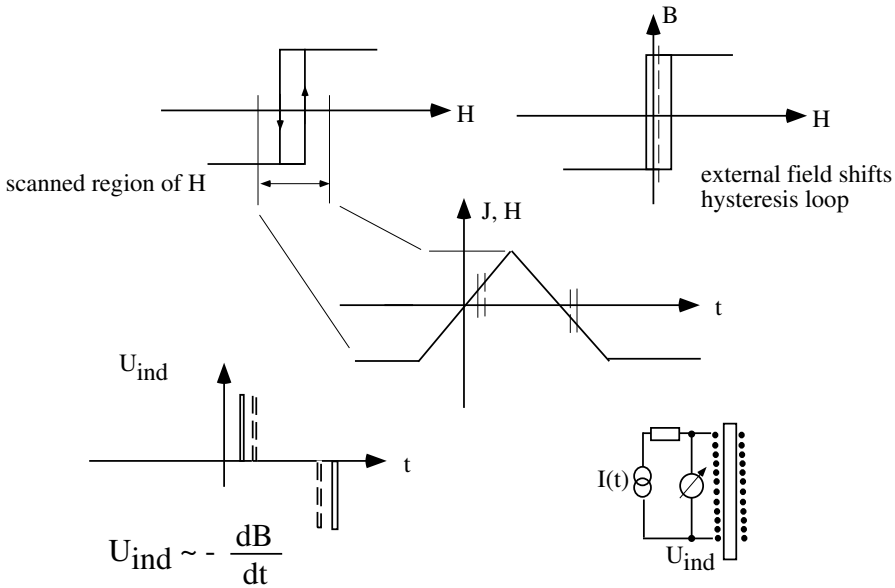 B
H
H
scanned region of H
external field shifts
hysteresis loop
J, H
t
U_ind
t
I(t)
U_ind
U_ind ~ - dB
dt